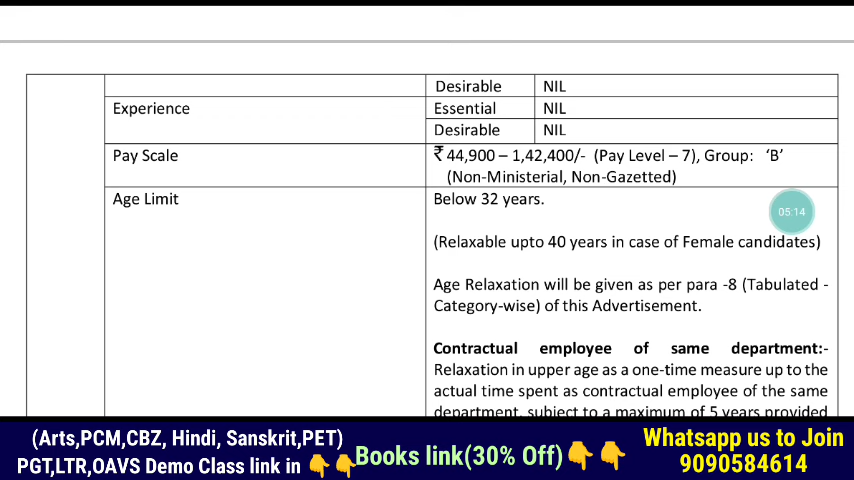 Desirable NIL
Experience Essential NIL
Desirable NIL
Pay Scale ₹ 44,900 – 1,42,400/- (Pay Level – 7), Group: ‘B’
(Non-Ministerial, Non-Gazetted)
Age Limit Below 32 years.
05:14
(Relaxable upto 40 years in case of Female candidates)
Age Relaxation will be given as per para -8 (Tabulated -
Category-wise) of this Advertisement.
Contractual employee of same department:-
Relaxation in upper age as a one-time measure up to the
actual time spent as contractual employee of the same
department, subject to a maximum of 5 years provided
(Arts,PCM,CBZ, Hindi, Sanskrit,PET)
PGT,LTR,OAVS Demo Class link in 👇👇
Books link(30% Off)👇👇
Whatsapp us to Join
9090584614